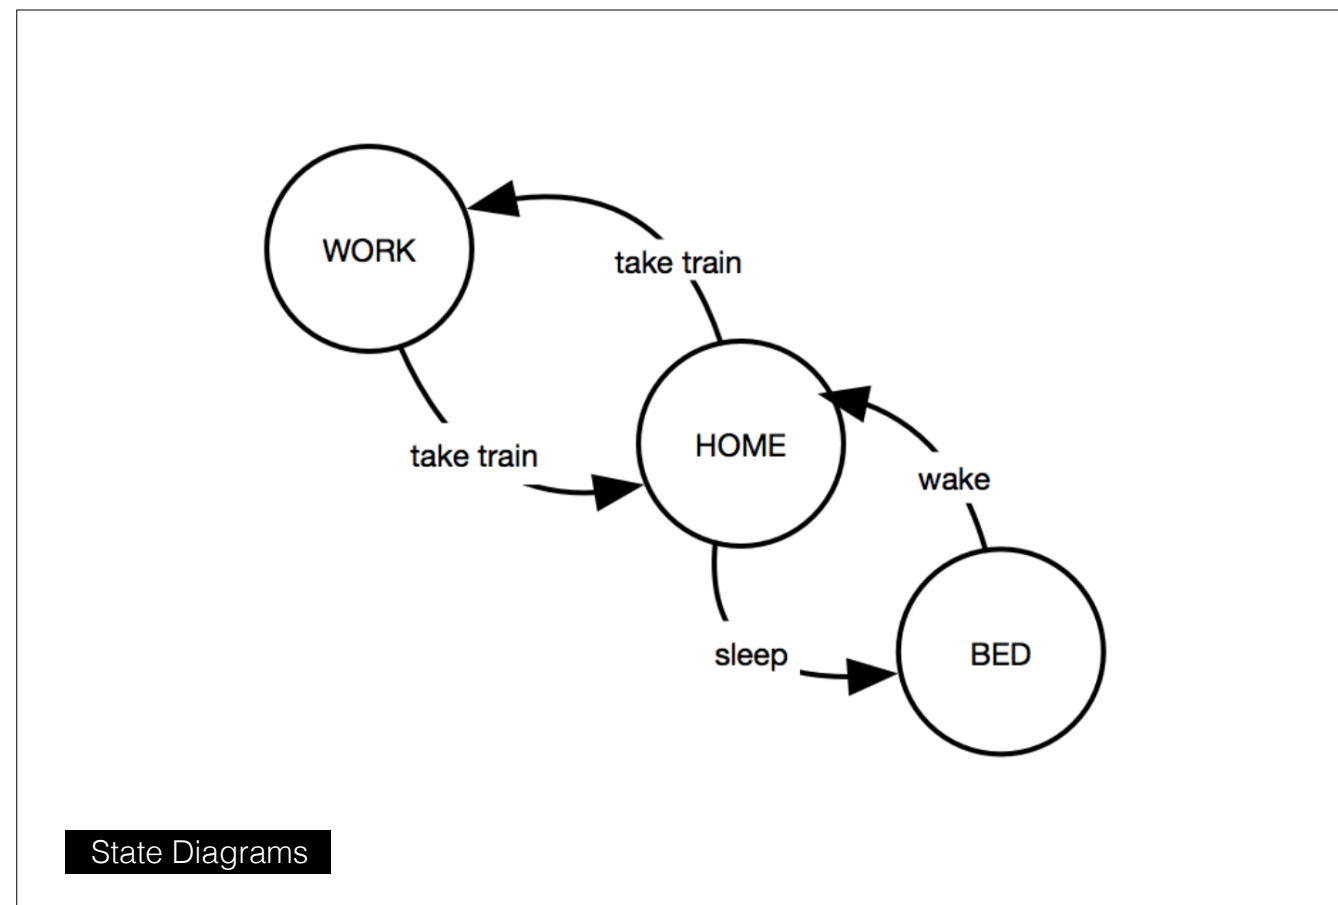 WORK
take train
take train
HOME
wake
sleep
BED
State Diagrams